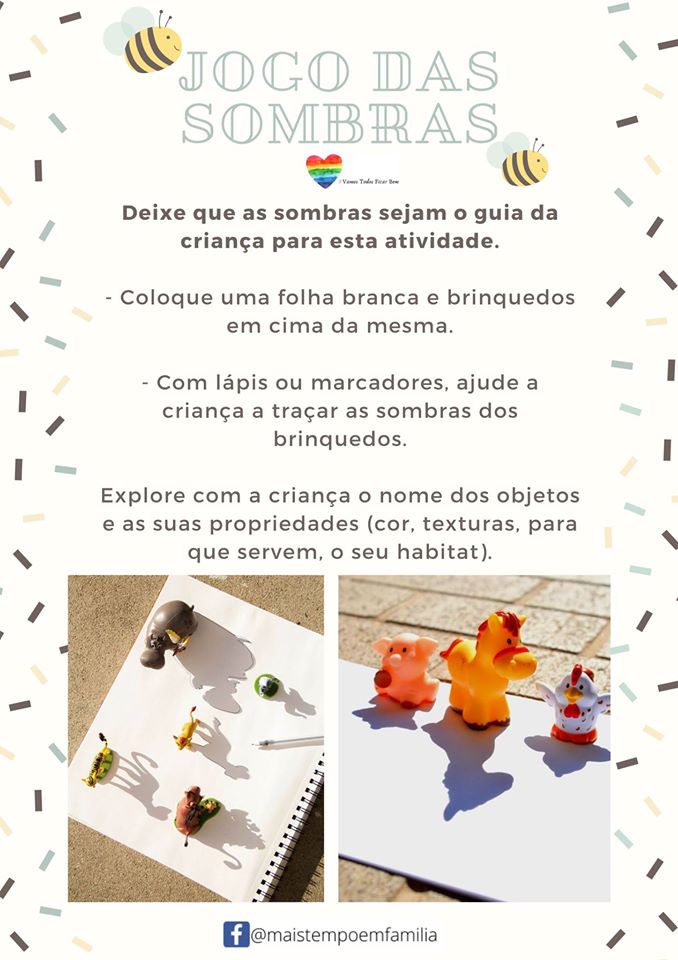 JOGO DAS
SOMBRAS
#Vamos Todos Ficar Bem
Deixe que as sombras sejam o guia da
criança para esta atividade.
- Coloque uma folha branca e brinquedos
em cima da mesma.
- Com lápis ou marcadores, ajude a
criança a traçar as sombras dos
brinquedos.
Explore com a criança o nome dos objetos
e as suas propriedades (cor, texturas, para
que servem, o seu habitat).
@maistempoemfamilia